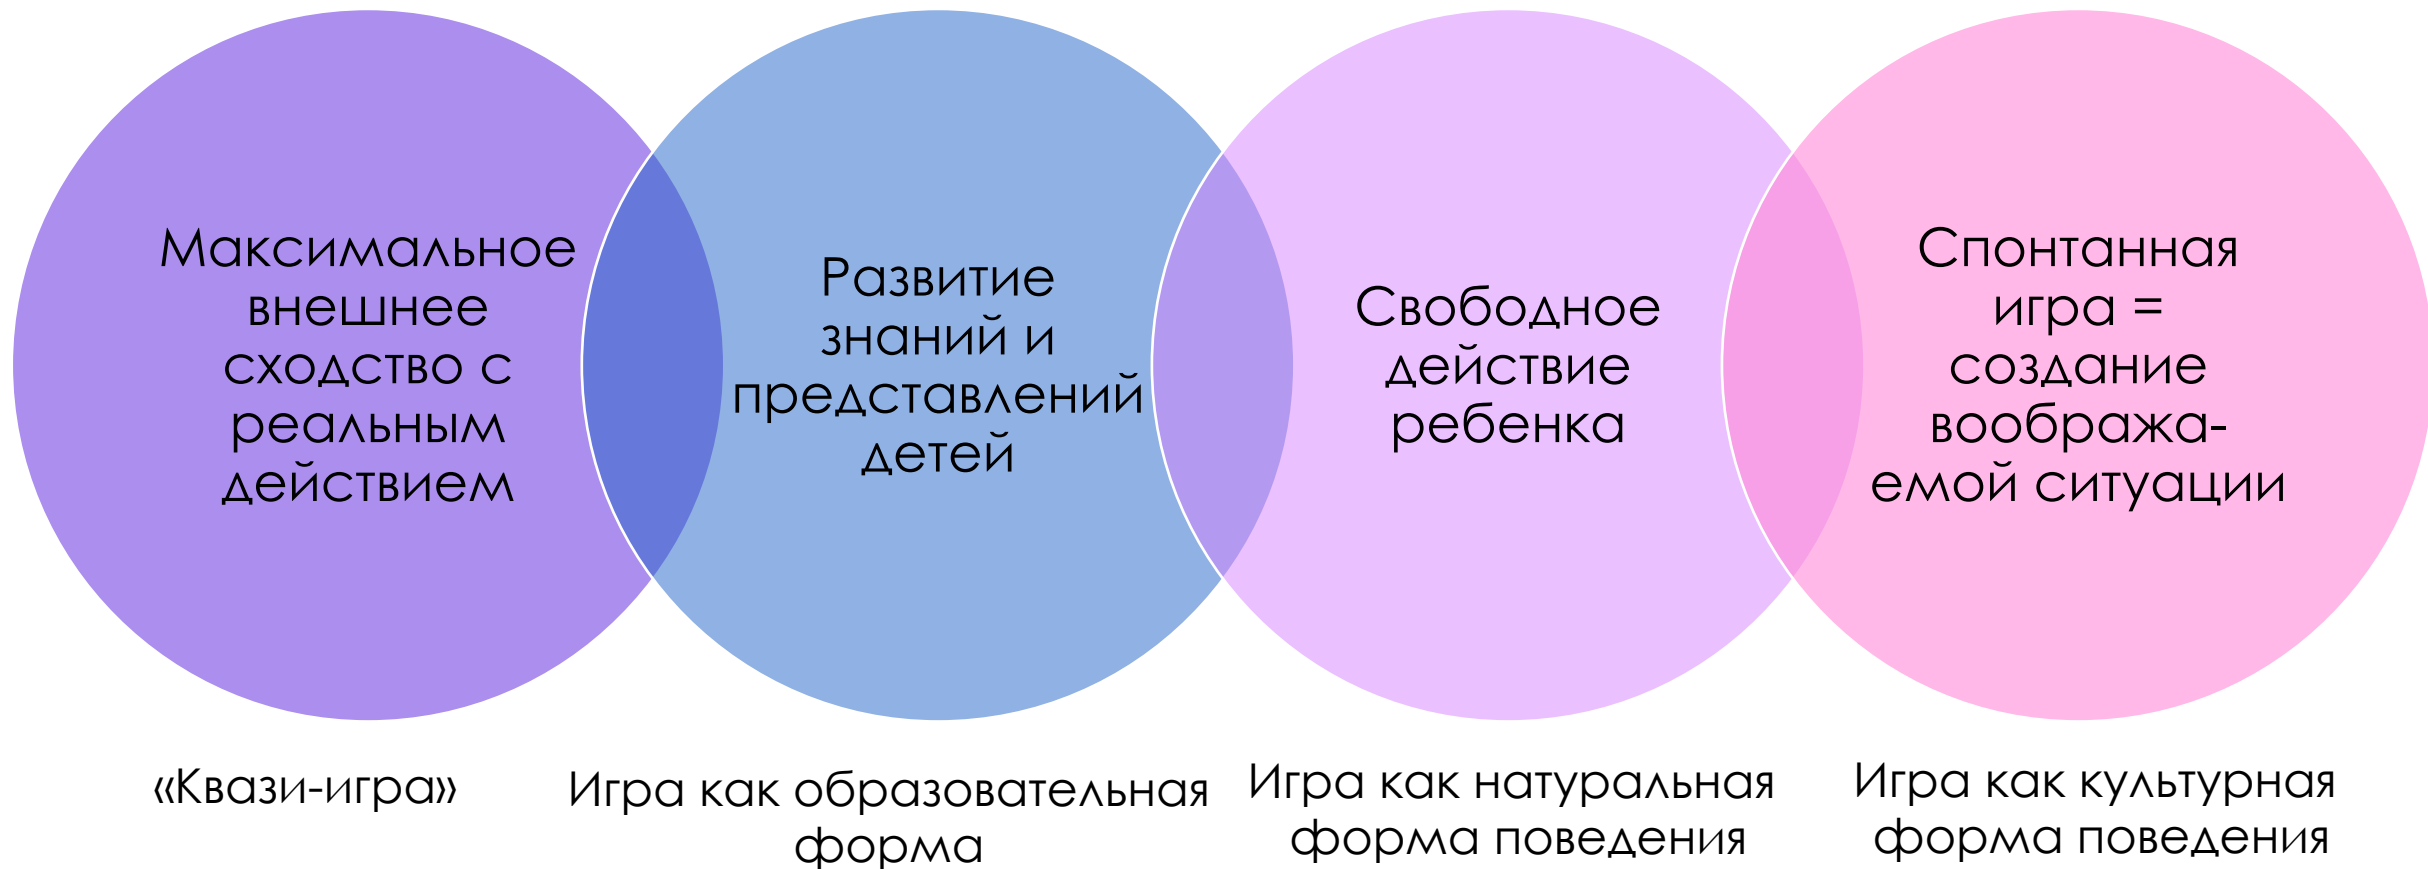 Максимальное
внешнее
сходство с
реальным
действием
Развитие
знаний и
представлений
детей
Свободное
действие
ребенка
Спонтанная
игра =
создание
вообража-
емой ситуации
«Квази-игра»
Игра как образовательная
форма
Игра как натуральная
форма поведения
Игра как культурная
форма поведения